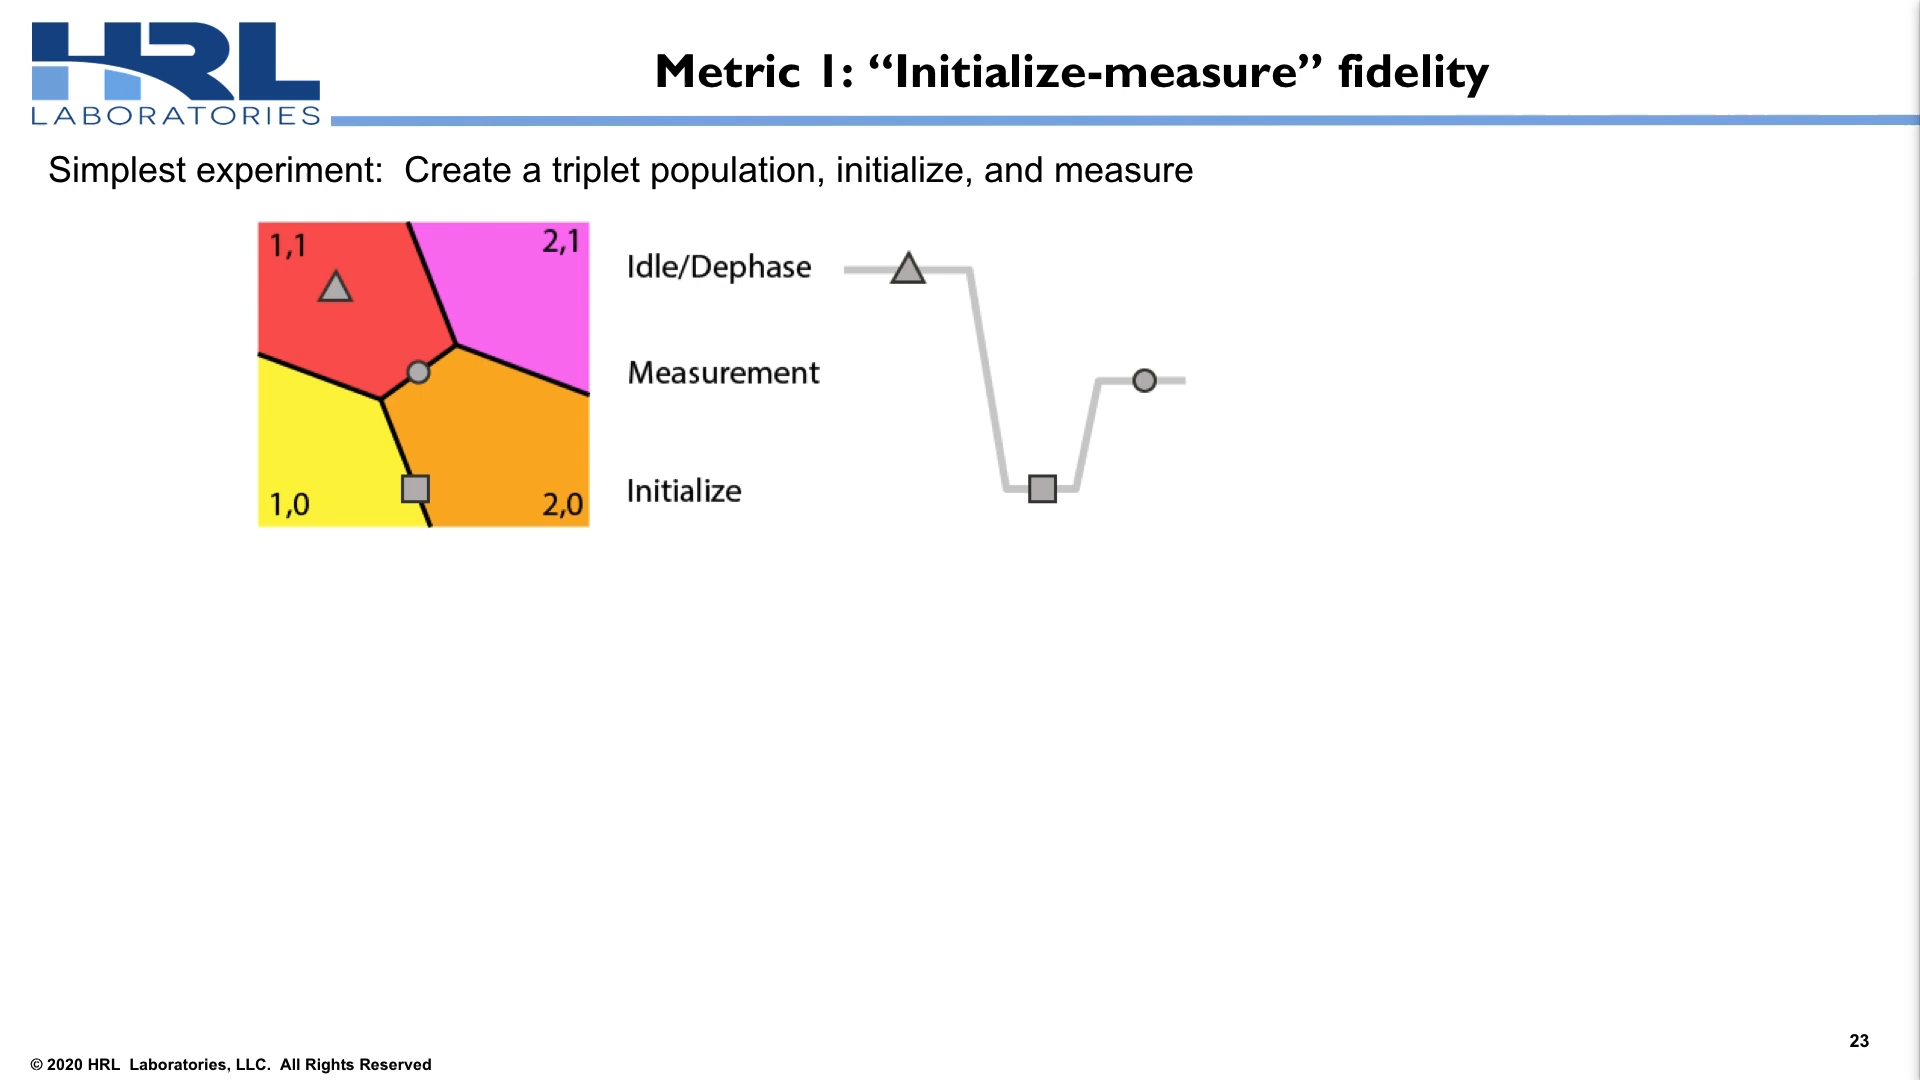 HRL
LABORATORIES
Metric 1: “Initialize-measure” fidelity
Simplest experiment:  Create a triplet population, initialize, and measure
1,1
2,1
1,0
2,0
Idle/Dephase
Measurement
Initialize
23
© 2020 HRL  Laboratories, LLC.  All Rights Reserved